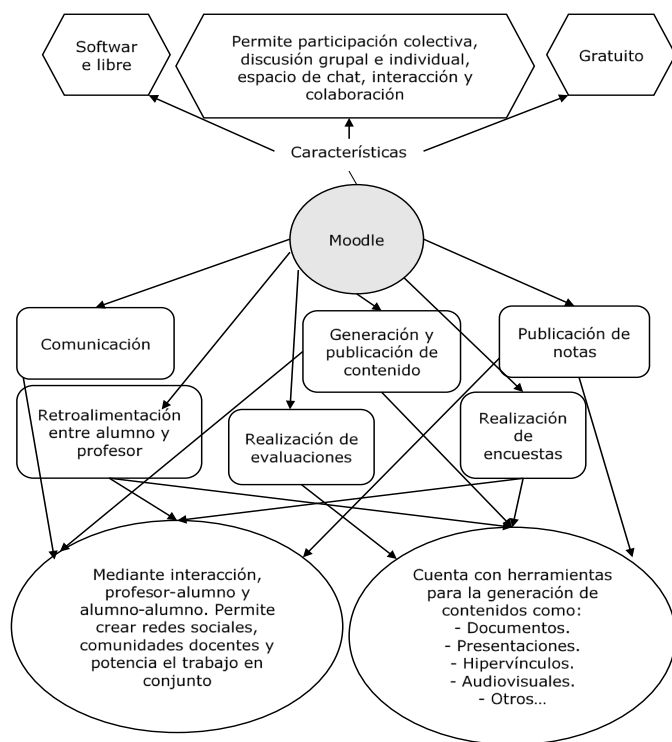 Softwar
e libre
Permite participación colectiva,
discusión grupal e individual,
espacio de chat, interacción y
colaboración
Gratuito
Características
Moodle
Comunicación
Generación y
publicación de
contenido
Publicación de
notas
Retroalimentación
entre alumno y
profesor
Realización de
evaluaciones
Realización
de
encuestas
Mediante interacción,
profesor-alumno y
alumno-alumno. Permite
crear redes sociales,
comunidades docentes y
potencia el trabajo en
conjunto
Cuenta con herramientas
para la generación de
contenidos como:
- Documentos.
- Presentaciones.
- Hipervínculos.
- Audiovisuales.
- Otros...